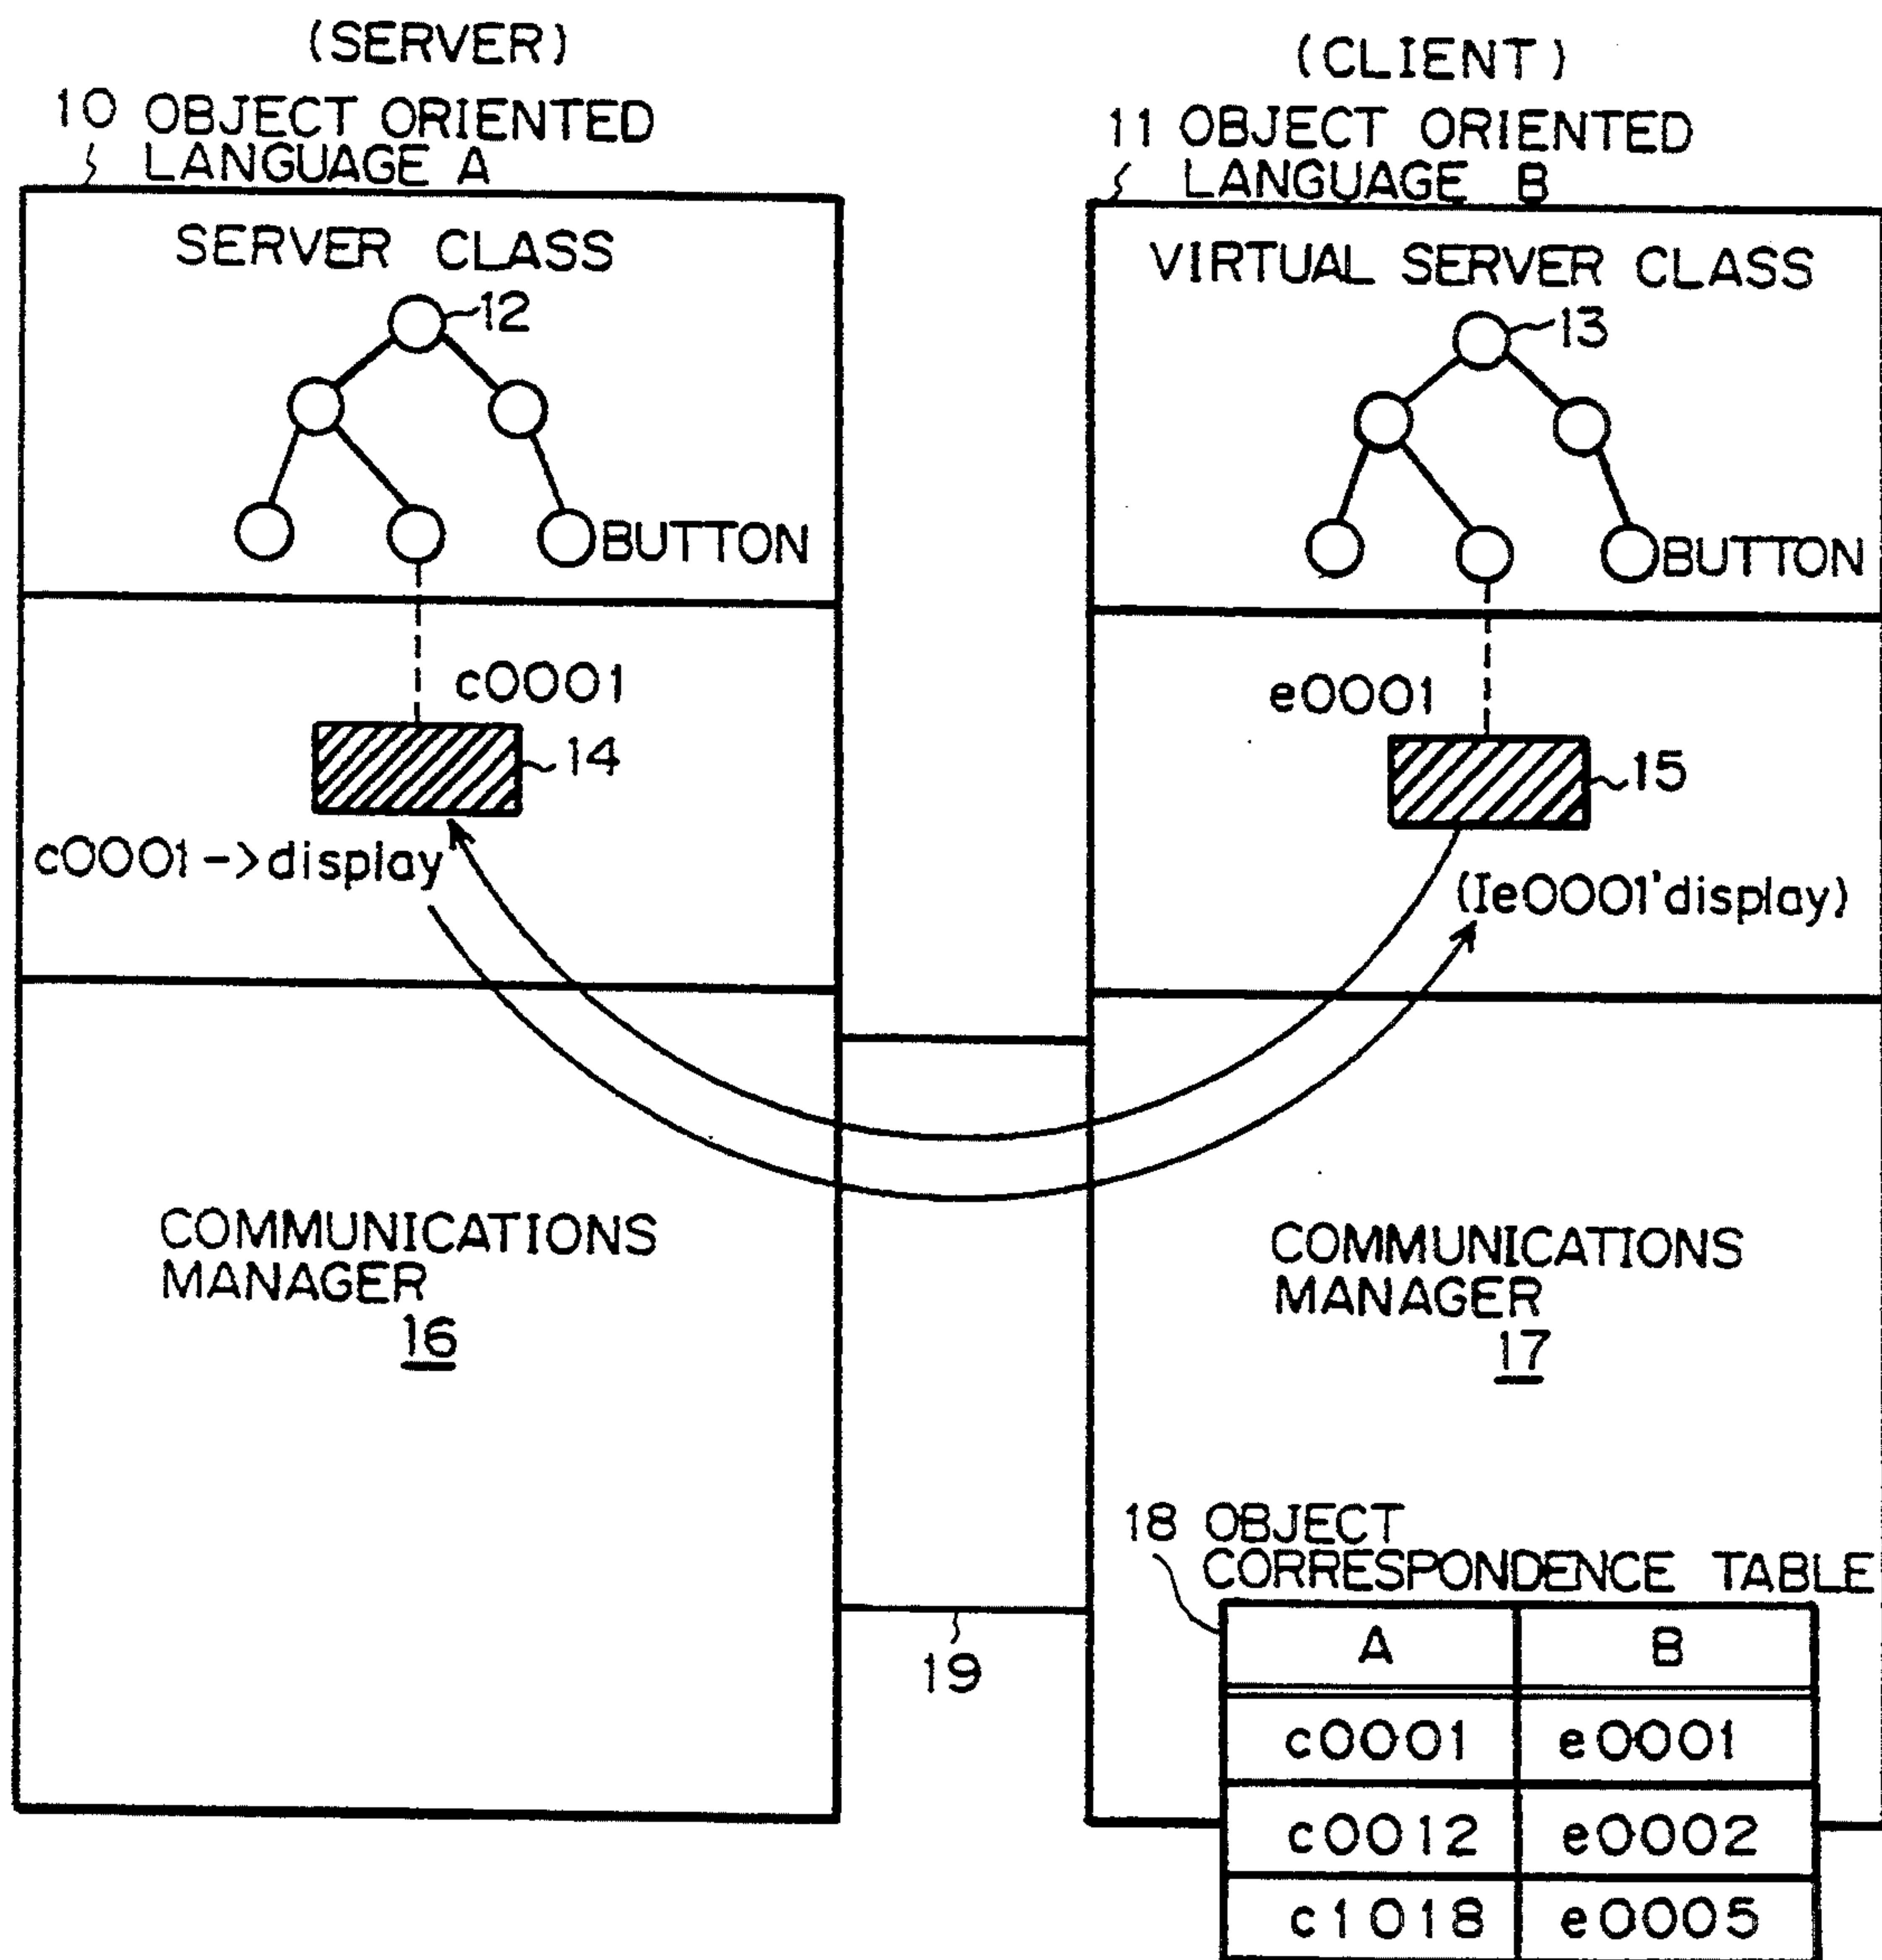 (SERVER)
10 OBJECT ORIENTED
LANGUAGE A
SERVER CLASS
12
BUTTON
c0001
14
c0001->display
COMMUNICATIONS
MANAGER
16
(CLIENT)
11 OBJECT ORIENTED
LANGUAGE B
VIRTUAL SERVER CLASS
13
BUTTON
e0001
15
(Ie0001'display)
COMMUNICATIONS
MANAGER
17
19
18 OBJECT
CORRESPONDENCE TABLE
A B
c0001 e0001
c0012 e0002
c1018 e0005